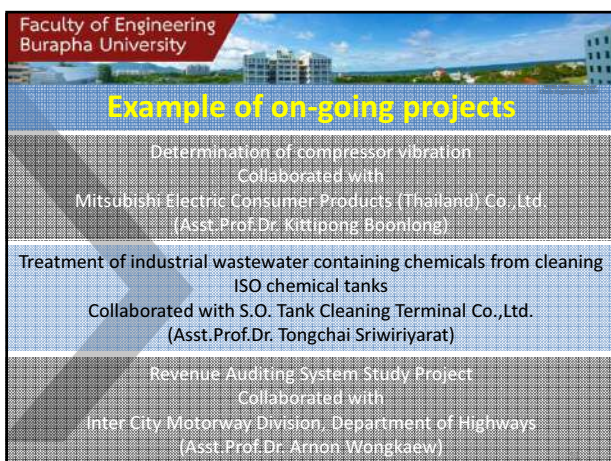 Faculty of Engineering
Burapha University
Example of on-going projects
Determination of compressor vibration
Collaborated with
Mitsubishi Electric Consumer Products (Thailand) Co.,Ltd.
(Asst.Prof.Dr. Kittipong Boonlong)
Treatment of industrial wastewater containing chemicals from cleaning
ISO chemical tanks
Collaborated with S.O. Tank Cleaning Terminal Co.,Ltd.
(Asst.Prof.Dr. Tongchai Sriwiriyarat)
Revenue Auditing System Study Project
Collaborated with
Inter City Motorway Division, Department of Highways
(Asst.Prof.Dr. Arnon Wongkaew)